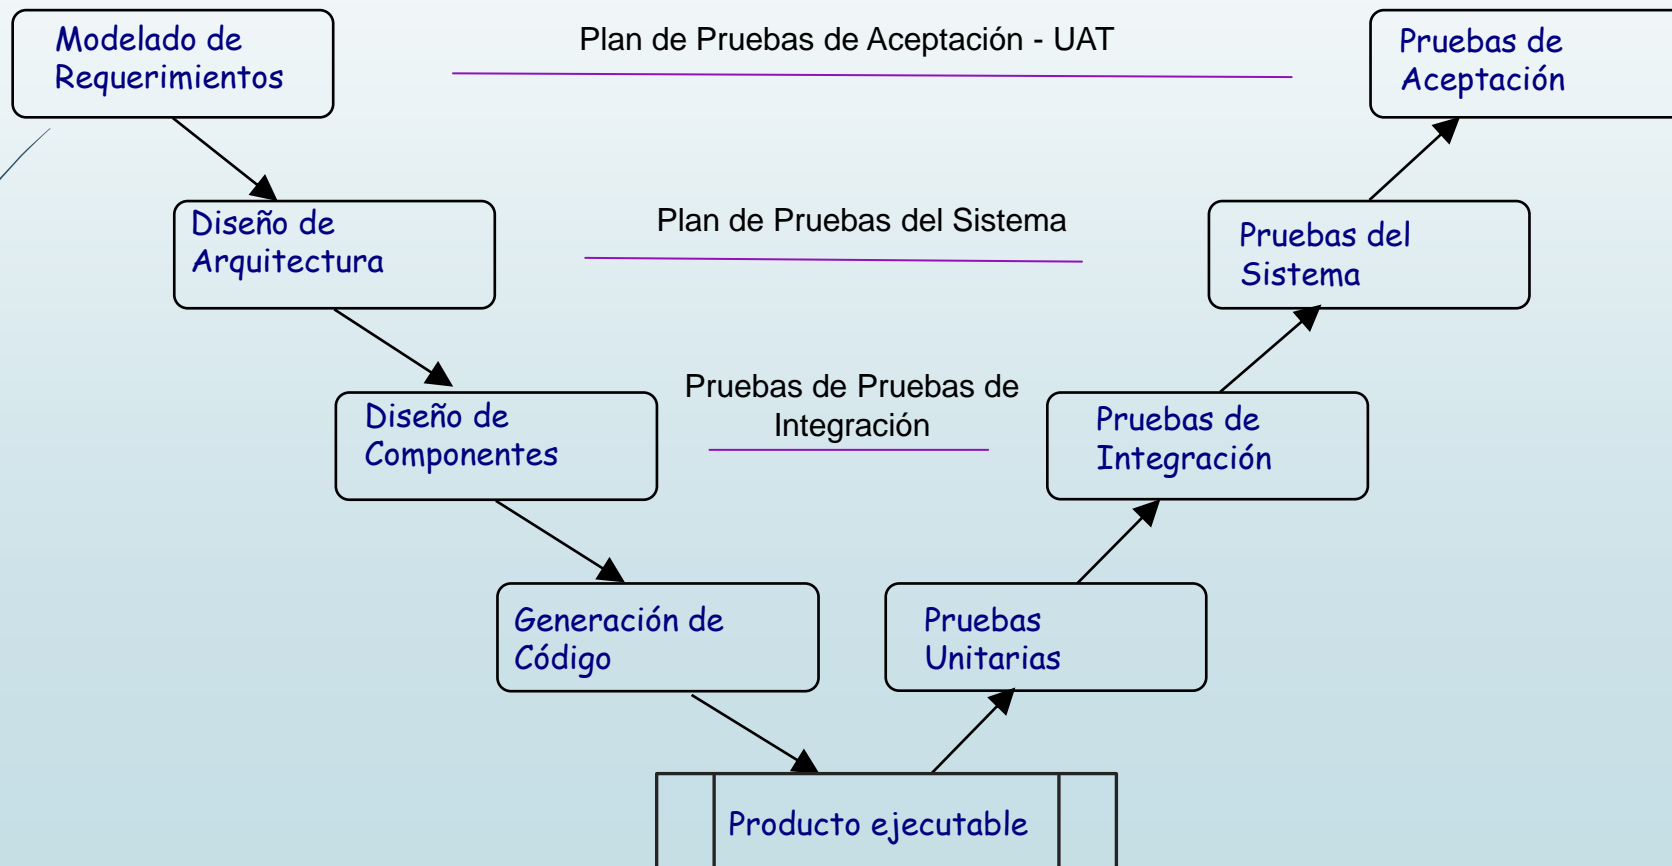 Modelado de
Requerimientos
Plan de Pruebas de Aceptación - UAT
Pruebas de
Aceptación
Diseño de
Arquitectura
Plan de Pruebas del Sistema
Pruebas del
Sistema
Diseño de
Componentes
Pruebas de Pruebas de
Integración
Pruebas de
Integración
Generación de
Código
Pruebas
Unitarias
Producto ejecutable